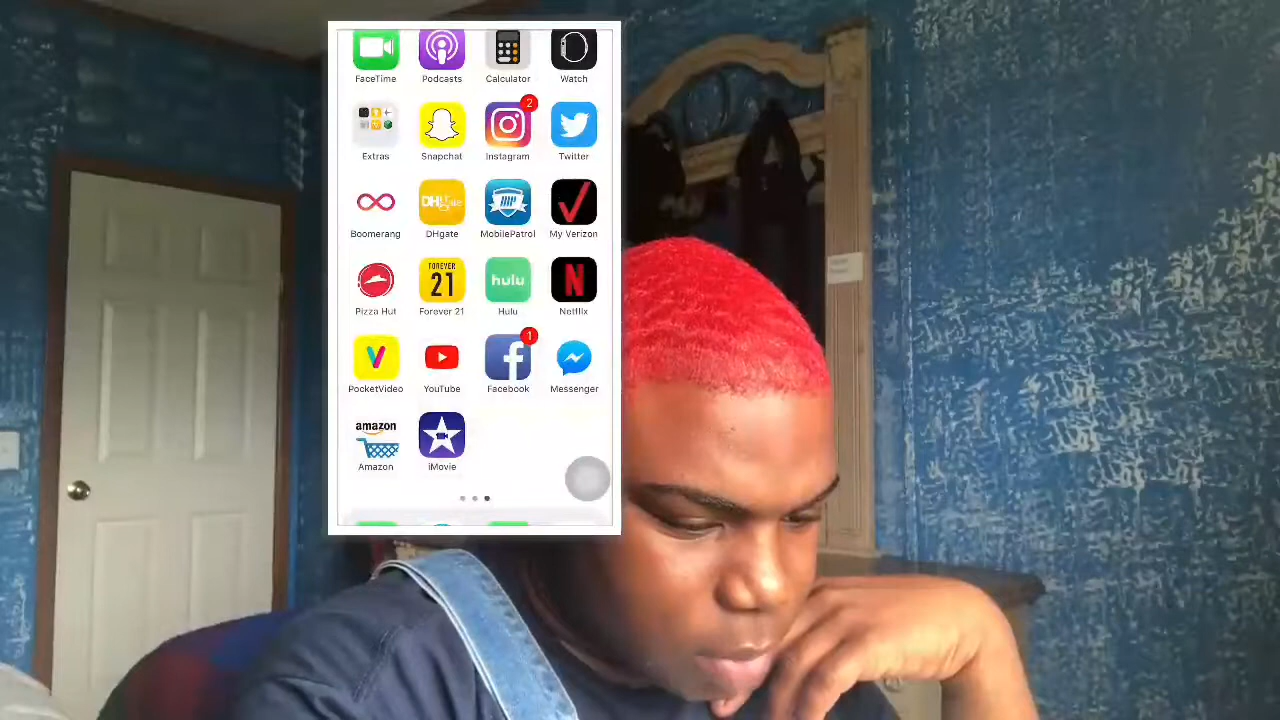 FaceTime Podcasts Calculator Watch
2
Extras Snapchat Instagram Twitter
DHgate
Boomerang DHgate MobilePatrol My Verizon
FOREVER
21 hulu N
Pizza Hut Forever 21 Hulu Netflix
1
PocketVideo YouTube Facebook Messenger
amazon
Amazon iMovie